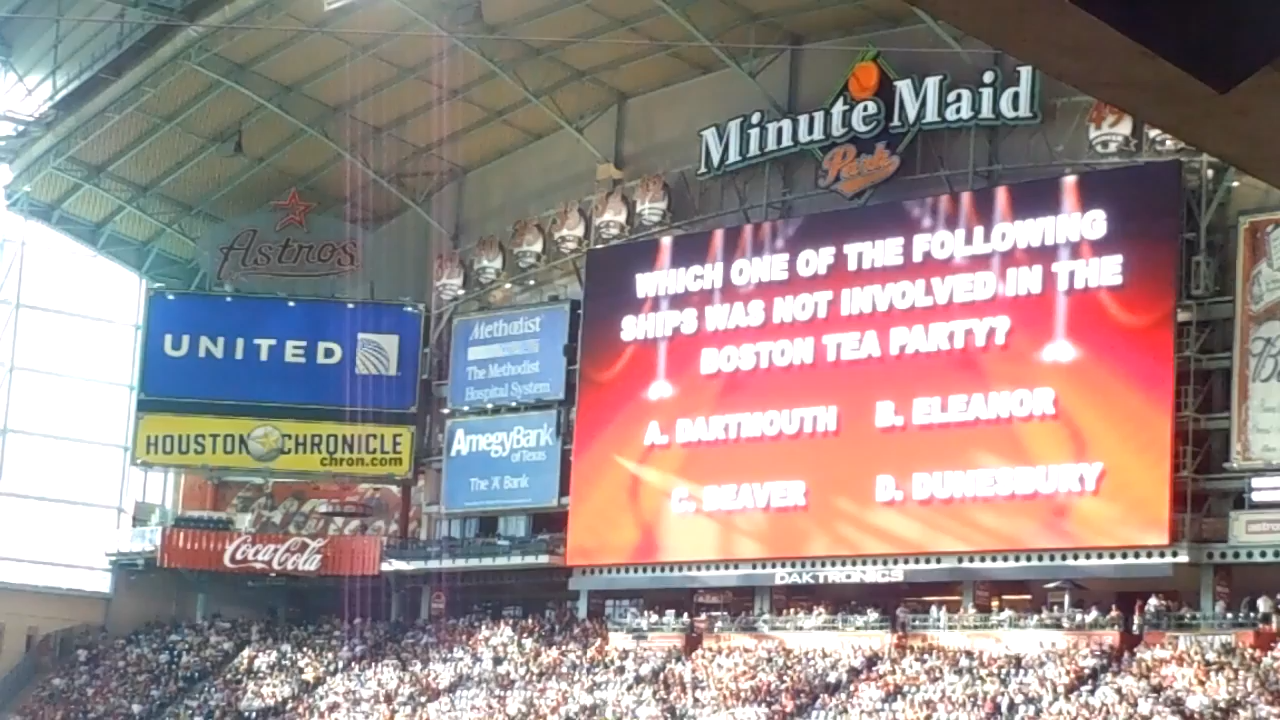 Minute Maid
Park
Astros
UNITED
HOUSTON CHRONICLE
chron.com
Coca-Cola
Methodist
The Methodist
Hospital System
AmegyBank
of Texas
The 'A' Bank
WHICH ONE OF THE FOLLOWING
SHIPS WAS NOT INVOLVED IN THE
BOSTON TEA PARTY?
A. DARTMOUTH B. ELEANOR
C. BEAVER D. DUNESBURY
DAKTRONICS
49